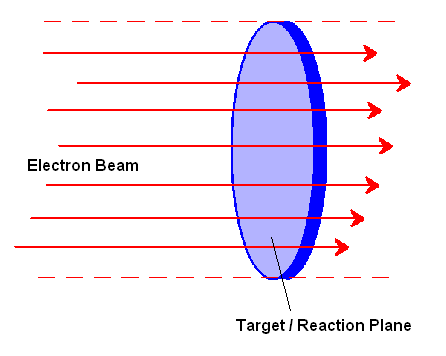 Electron Beam
Target / Reaction Plane